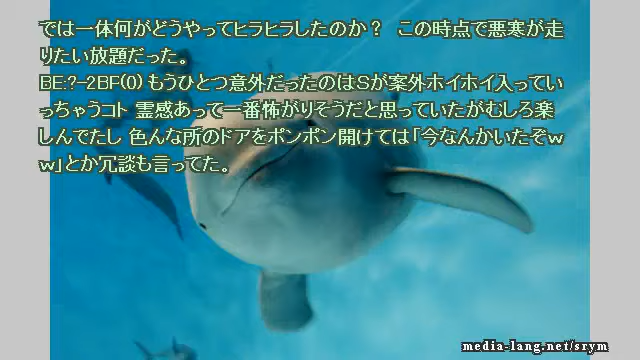 では一体何がどうやってヒラヒラしたのか？　この時点で悪寒が走
りたい放題だった。
BE:?-2BF(0) もうひとつ意外だったのはSが案外ホイホイ入ってい
っちゃうコト 霊感あって一番怖がりそうだと思っていたがむしろ楽
しんでたし 色んな所のドアをポンポン開けては「今なんかいたぞｗ
ｗ」とか冗談も言ってた。
media-lang.net/srym